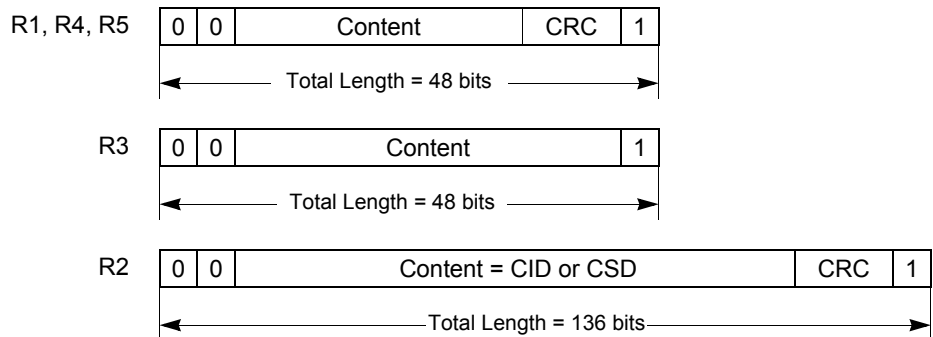 R1, R4, R5 0 0 Content CRC 1
Total Length = 48 bits
R3 0 0 Content 1
Total Length = 48 bits
R2 0 0 Content = CID or CSD CRC 1
Total Length = 136 bits